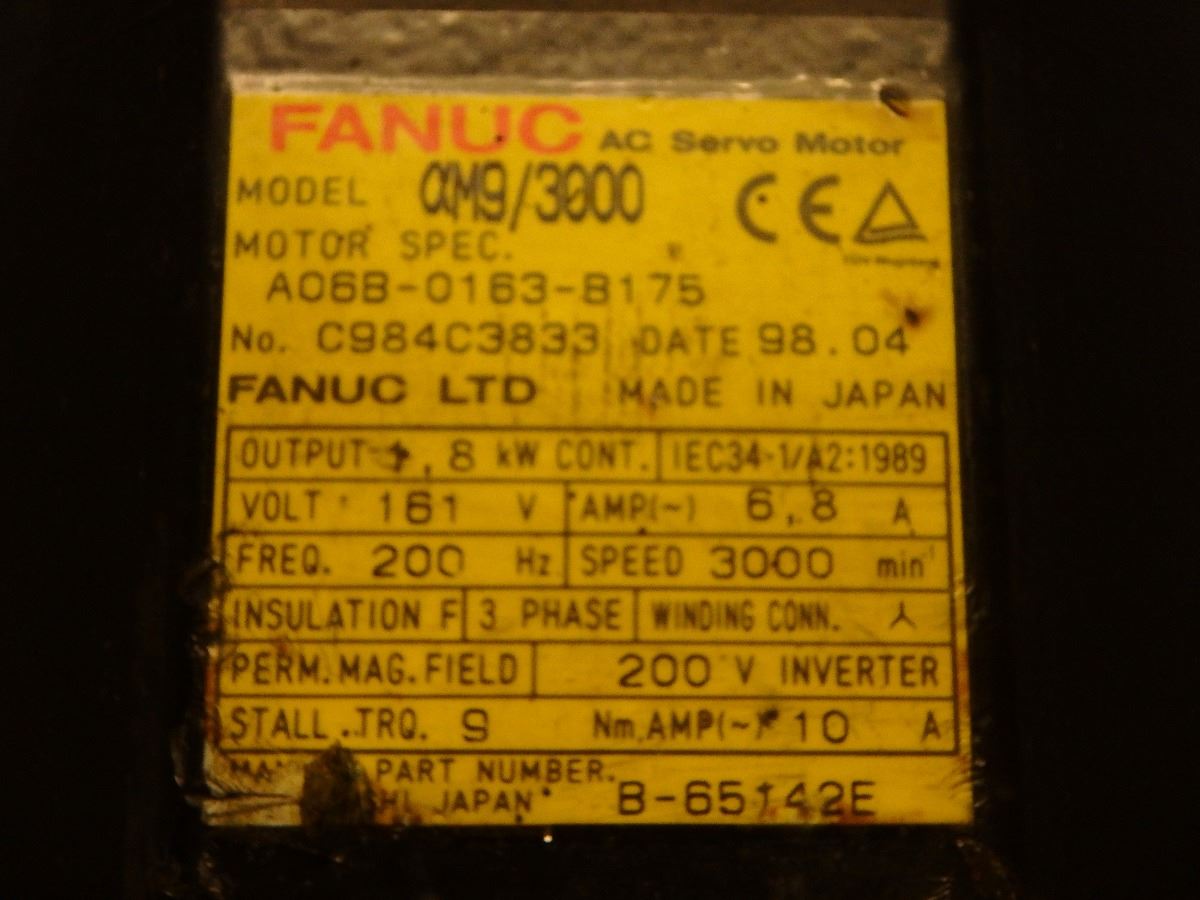 FANUC AC Servo Motor
MODEL αM9/3000
MOTOR SPEC.
A06B-0163-B175
No. C984C3833 DATE 98.04
FANUC LTD MADE IN JAPAN
OUTPUT ,8 kW CONT. IEC34-1/A2:1989
VOLT 161 V AMP(~) 6,8 A
FREQ. 200 Hz SPEED 3000 min⁻¹
INSULATION F 3 PHASE WINDING CONN. ⅄
PERM.MAG.FIELD 200 V INVERTER
STALL.TRQ. 9 Nm.AMP(~) 10 A
PART NUMBER.
JAPAN B-65142E